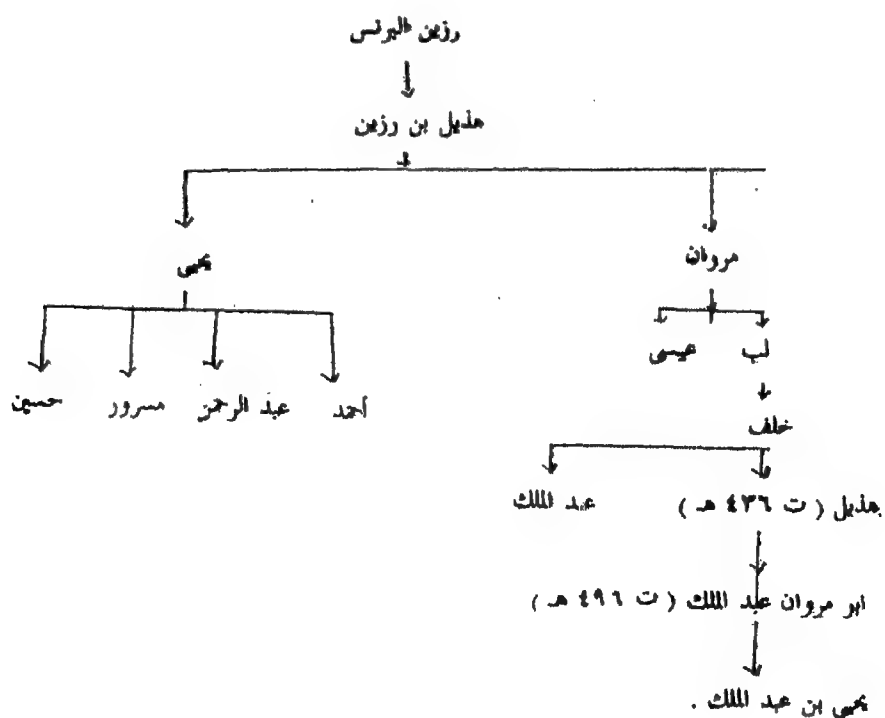 رزين البرنس
هذيل بن رزين
مروان يحيى
لب عيسى
أحمد عبد الرحمن مسرور حسين
خلف
هذيل ( ت ٤٣٦ هـ ) عبد الملك
ابو مروان عبد الملك ( ت ٤٩٦ هـ )
يحيى بن عبد الملك .